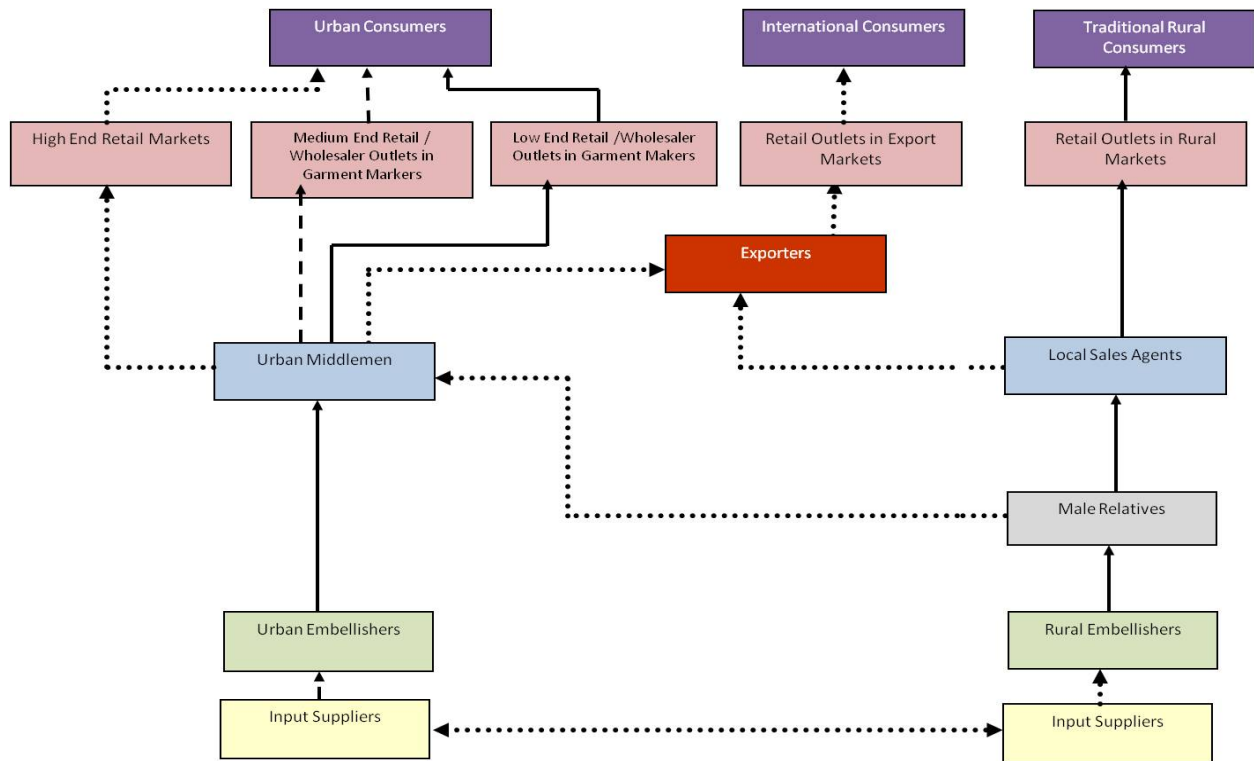 Urban Consumers
International Consumers
Traditional Rural
Consumers
High End Retail Markets
Medium End Retail /
Wholesaler Outlets in
Garment Markers
Low End Retail /Wholesaler
Outlets in Garment Makers
Retail Outlets in Export
Markets
Retail Outlets in Rural
Markets
Exporters
Urban Middlemen
Local Sales Agents
Male Relatives
Urban Embellishers
Rural Embellishers
Input Suppliers
Input Suppliers